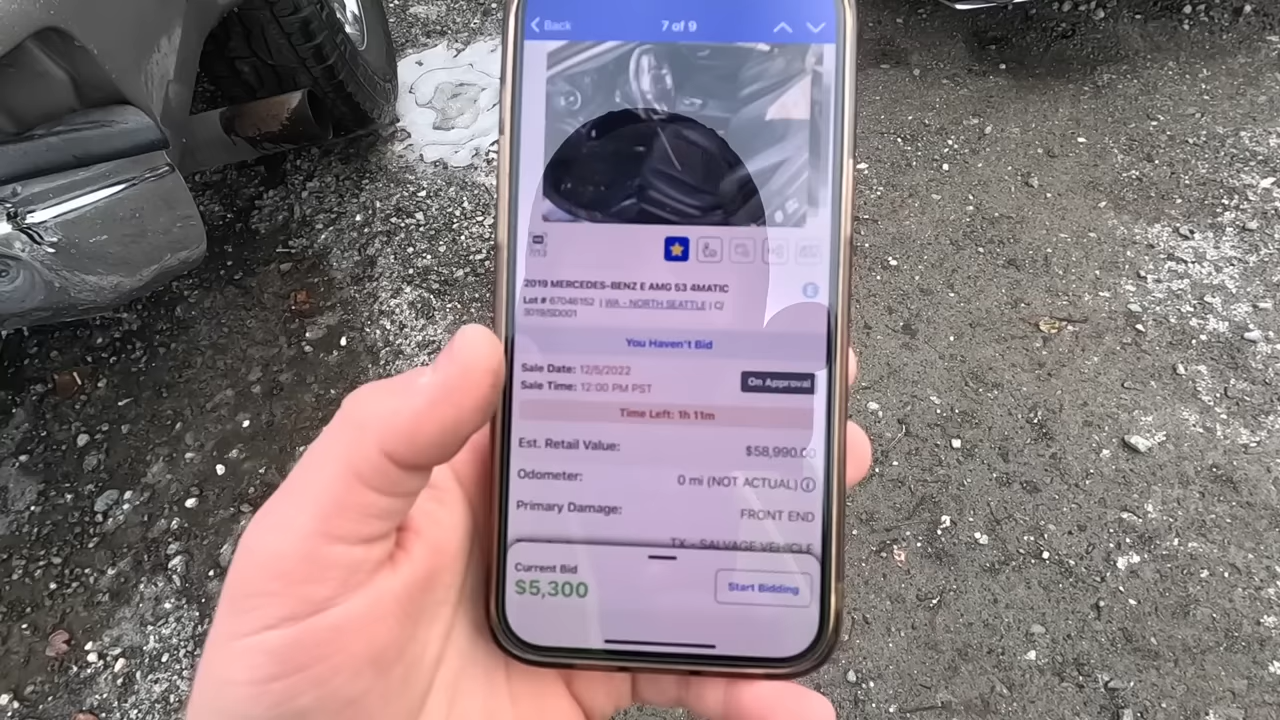 Back 7 of 9
2019 MERCEDES-BENZ E AMG 53 4MATIC
Lot # 67046152 | WA - NORTH SEATTLE | C/
3019/SD001
You Haven't Bid
Sale Date: 12/5/2022
Sale Time: 12:00 PM PST
On Approval
Time Left: 1h 11m
Est. Retail Value: $58,990.00
Odometer: 0 mi (NOT ACTUAL)
Primary Damage: FRONT END
TX - SALVAGE VEHICLE
Current Bid
$5,300
Start Bidding